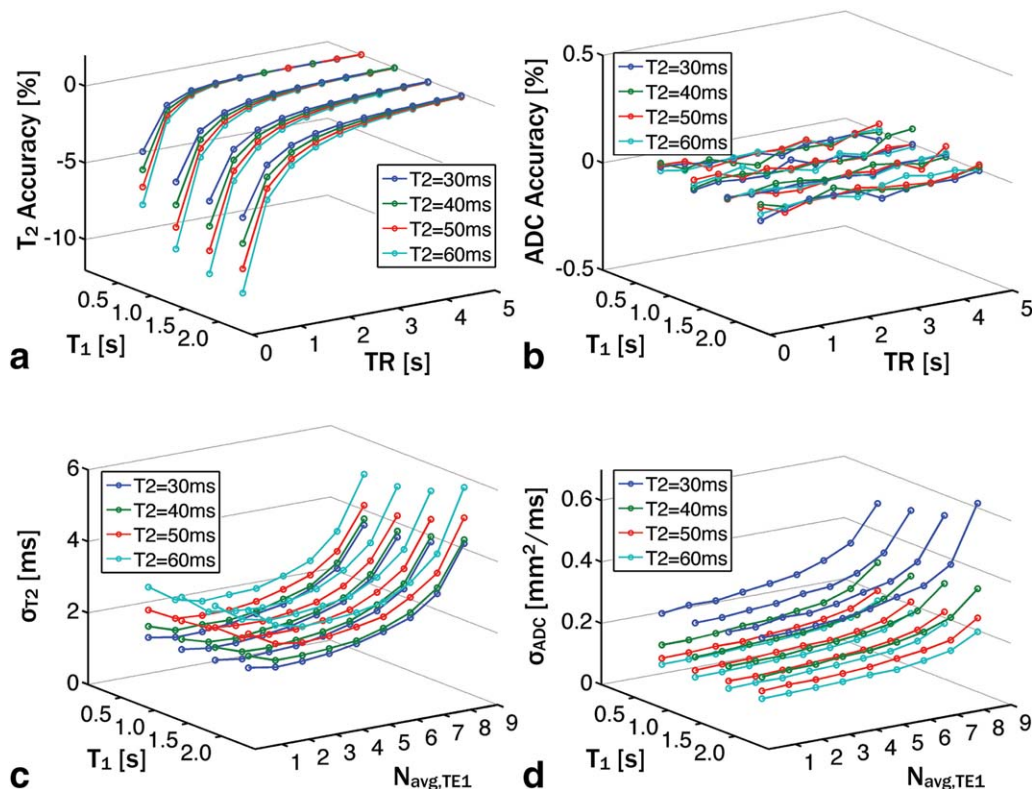 0
-5
-10
T2 Accuracy [%]
T2=30ms
T2=40ms
T2=50ms
T2=60ms
0.5
1.0
1.5
2.0
T1 [s]
0 1 2 3 4 5
TR [s]
a
0.5
0
-0.5
ADC Accuracy [%]
T2=30ms
T2=40ms
T2=50ms
T2=60ms
0.5
1.0
1.5
2.0
T1 [s]
0 1 2 3 4 5
TR [s]
b
6
4
2
0
σT2 [ms]
T2=30ms
T2=40ms
T2=50ms
T2=60ms
0.5
1.0
1.5
2.0
T1 [s]
1 2 3 4 5 6 7 8 9
Navg,TE1
c
0.6
0.4
0.2
0
σADC [mm²/ms]
T2=30ms
T2=40ms
T2=50ms
T2=60ms
0.5
1.0
1.5
2.0
T1 [s]
1 2 3 4 5 6 7 8 9
Navg,TE1
d